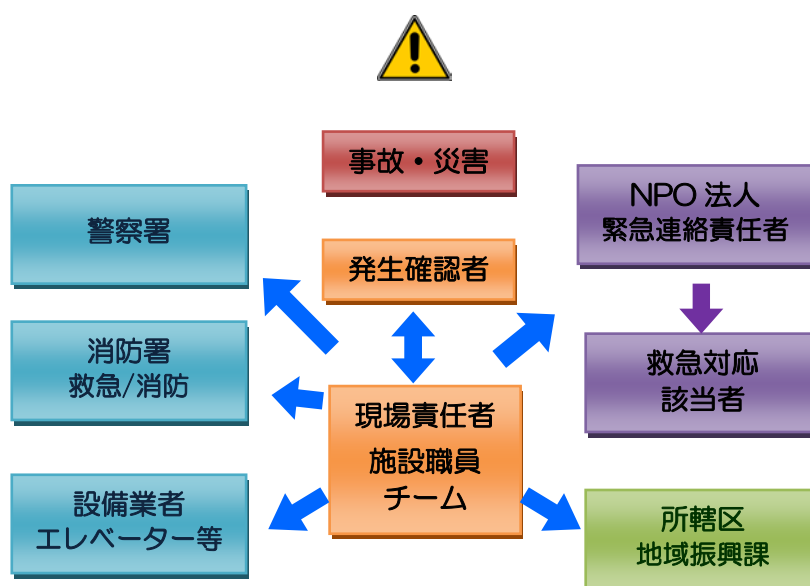 事故・災害
NPO 法人
緊急連絡責任者
警察署
発生確認者
消防署
救急/消防
救急対応
該当者
現場責任者
施設職員
チーム
設備業者
エレベーター等
所轄区
地域振興課